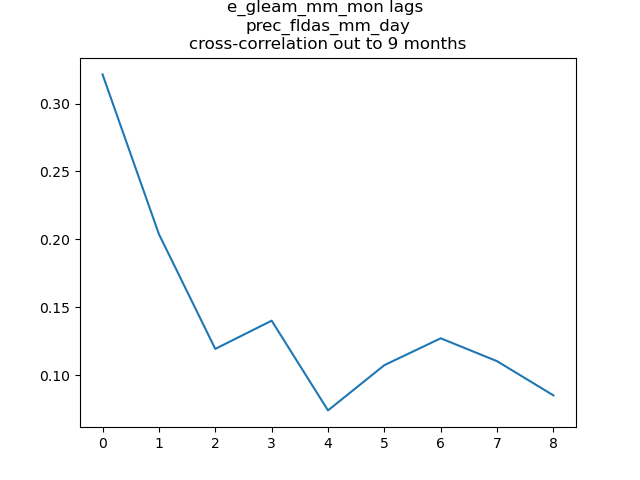 e_gleam_mm_mon lags
prec_fldas_mm_day
cross-correlation out to 9 months
0.30
0.25
0.20
0.15
0.10
0 1 2 3 4 5 6 7 8